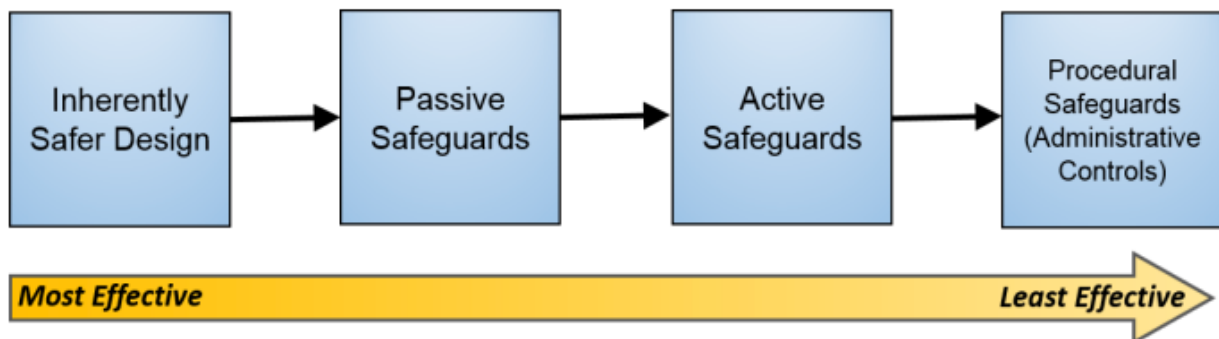 Inherently
Safer Design
Passive
Safeguards
Active
Safeguards
Procedural
Safeguards
(Administrative
Controls)
Most Effective
Least Effective